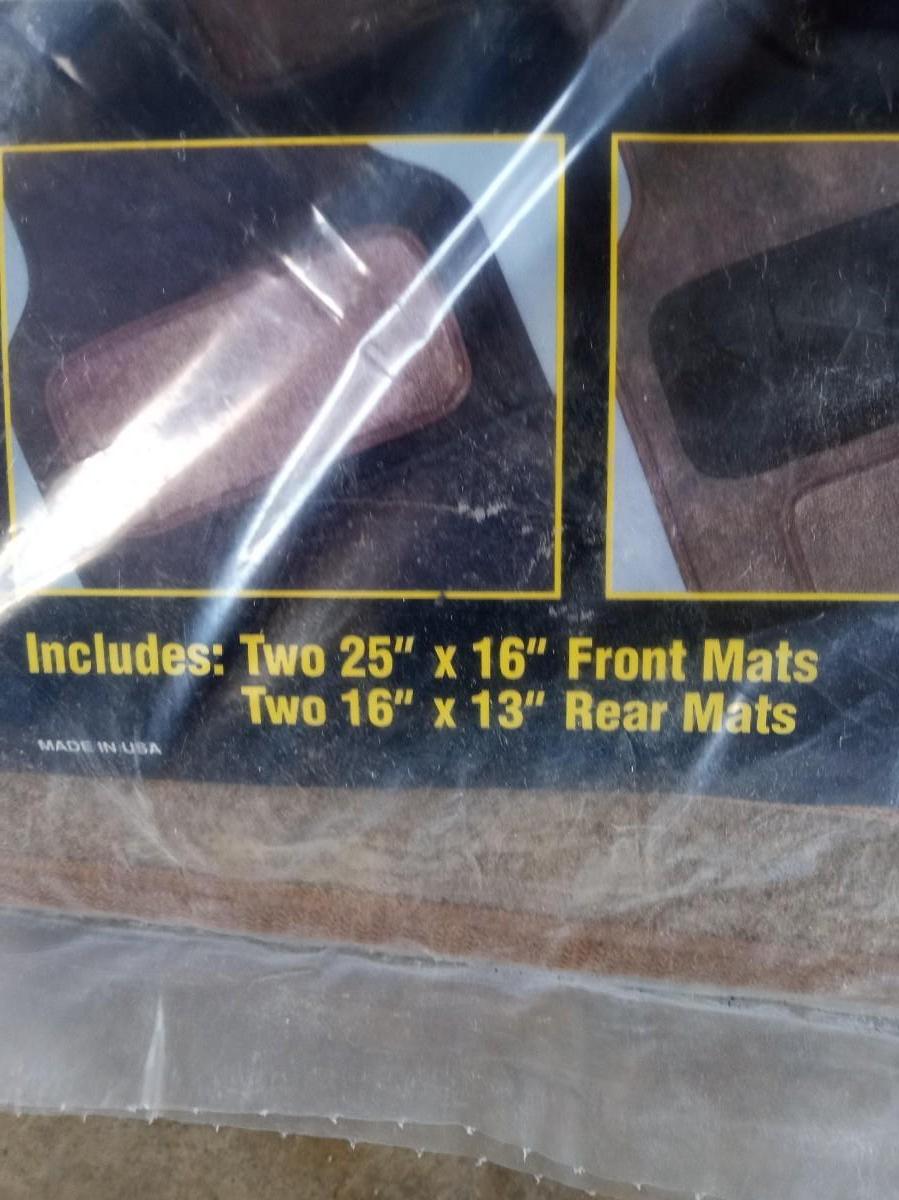 Includes: Two 25" x 16" Front Mats
Two 16" x 13" Rear Mats
MADE IN USA